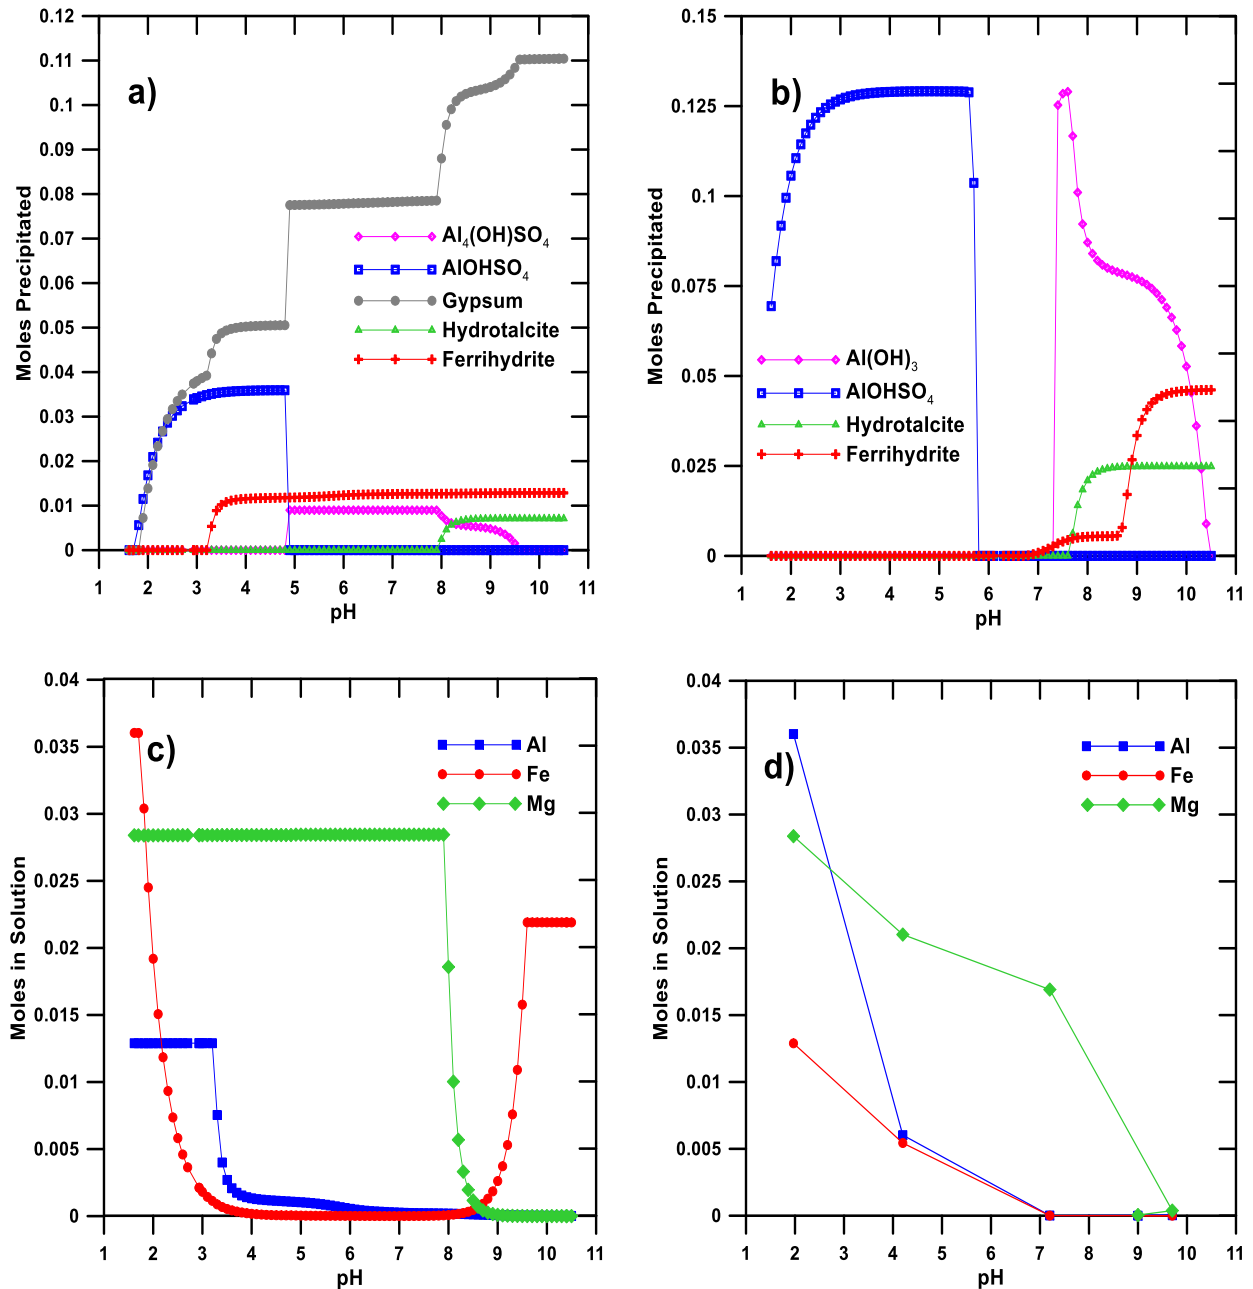 a)
Moles Precipitated
0.12
0.11
0.1
0.09
0.08
0.07
0.06
0.05
0.04
0.03
0.02
0.01
0
Al4(OH)SO4
AlOHSO4
Gypsum
Hydrotalcite
Ferrihydrite
1 2 3 4 5 6 7 8 9 10 11
pH
b)
Moles Precipitated
0.15
0.125
0.1
0.075
0.05
0.025
0
Al(OH)3
AlOHSO4
Hydrotalcite
Ferrihydrite
1 2 3 4 5 6 7 8 9 10 11
pH
c)
Moles in Solution
0.04
0.035
0.03
0.025
0.02
0.015
0.01
0.005
0
Al
Fe
Mg
1 2 3 4 5 6 7 8 9 10 11
pH
d)
Moles in Solution
0.04
0.035
0.03
0.025
0.02
0.015
0.01
0.005
0
Al
Fe
Mg
1 2 3 4 5 6 7 8 9 10 11
pH